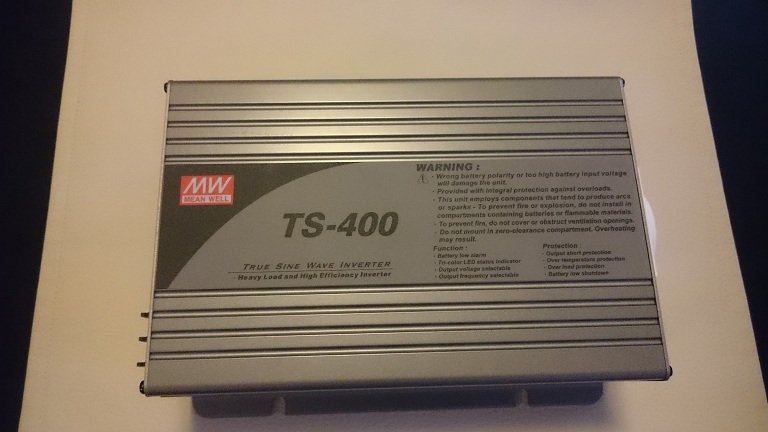 MW
MEAN WELL
TS-400
TRUE SINE WAVE INVERTER
· Heavy Load and High Efficiency Inverter
WARNING :
· Wrong battery polarity or too high battery input voltage
will damage the unit.
· Provided with integral protection against overloads.
· This unit employs components that tend to produce arcs
or sparks - To prevent fire or explosion, do not install in
compartments containing batteries or flammable materials.
· To prevent fire, do not cover or obstruct ventilation openings.
· Do not mount in zero-clearance compartment. Overheating
may result.
Function :
· Battery low alarm
· Tri-color LED status indicator
· Output voltage selectable
· Output frequency selectable
Protection :
· Output short protection
· Over temperature protection
· Over load protection
· Battery low shutdown